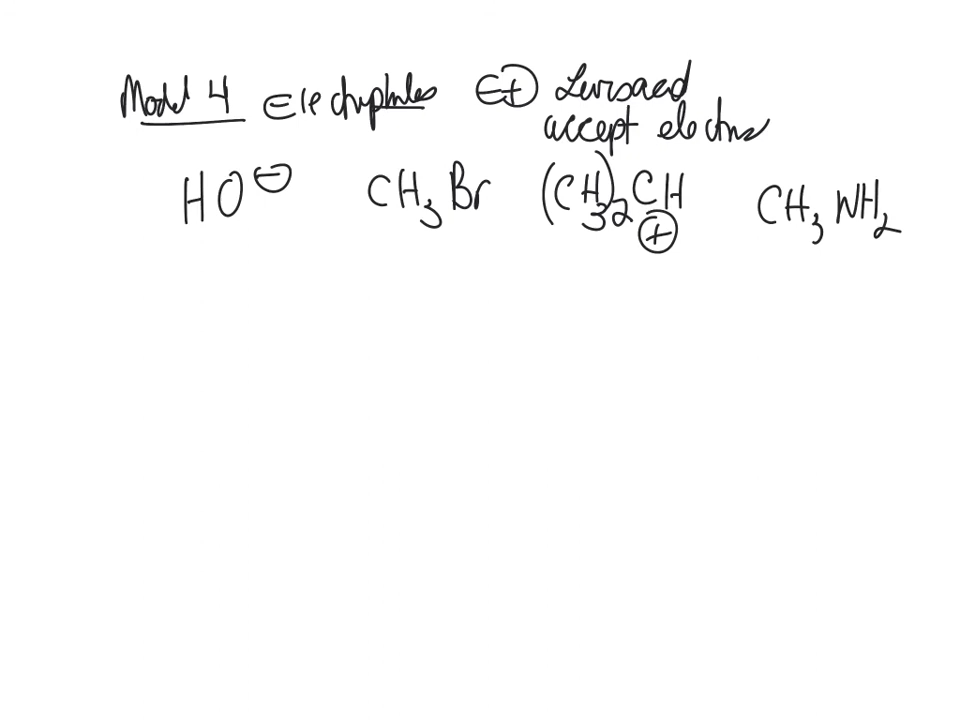 Model 4 Electrophiles E⊕ Lewis acid
accept electrons
HO⊖ CH₃Br (CH₃)₂CH⊕ CH₃NH₂